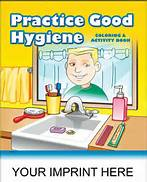 Practice Good
Hygiene
COLORING &
ACTIVITY BOOK
YOUR IMPRINT HERE